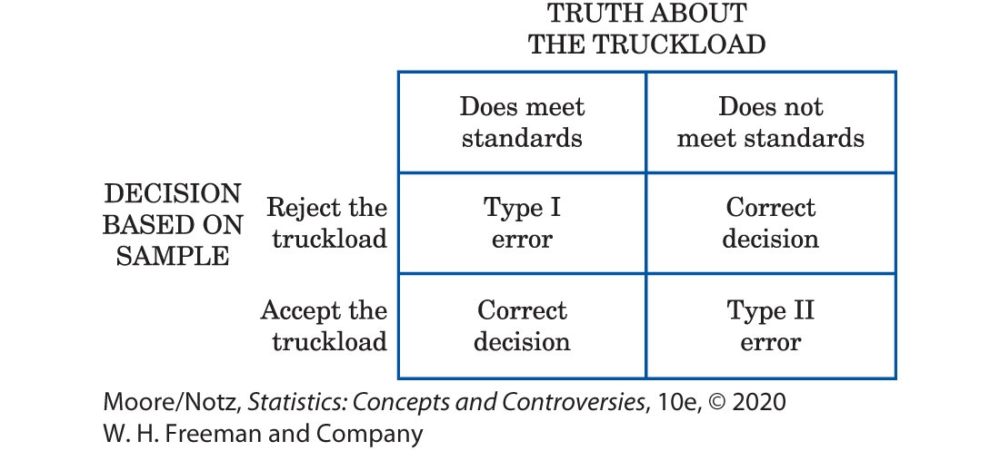 TRUTH ABOUT
THE TRUCKLOAD
Does meet
standards
Does not
meet standards
DECISION
BASED ON
SAMPLE
Reject the
truckload
Type I
error
Correct
decision
Accept the
truckload
Correct
decision
Type II
error
Moore/Notz, Statistics: Concepts and Controversies, 10e, © 2020
W. H. Freeman and Company